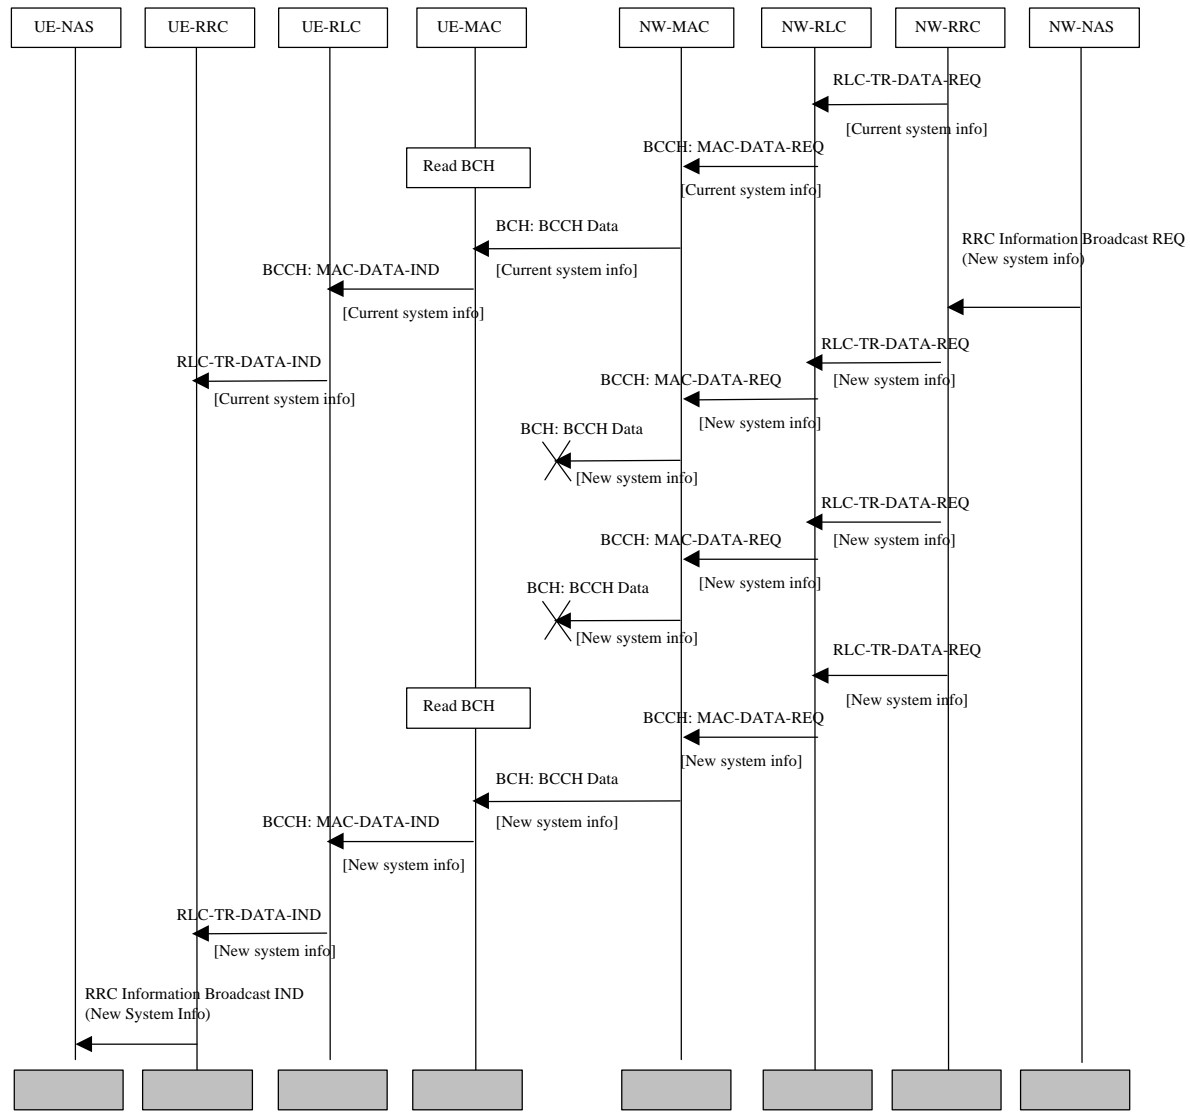 UE-NAS
UE-RRC
UE-RLC
UE-MAC
NW-MAC
NW-RLC
NW-RRC
NW-NAS
RLC-TR-DATA-REQ
[Current system info]
BCCH: MAC-DATA-REQ
Read BCH
[Current system info]
BCH: BCCH Data
RRC Information Broadcast REQ
(New system info)
BCCH: MAC-DATA-IND
[Current system info]
[Current system info]
RLC-TR-DATA-REQ
RLC-TR-DATA-IND
BCCH: MAC-DATA-REQ
[New system info]
[Current system info]
[New system info]
BCH: BCCH Data
[New system info]
RLC-TR-DATA-REQ
BCCH: MAC-DATA-REQ
[New system info]
[New system info]
BCH: BCCH Data
[New system info]
RLC-TR-DATA-REQ
[New system info]
Read BCH
BCCH: MAC-DATA-REQ
[New system info]
BCH: BCCH Data
BCCH: MAC-DATA-IND
[New system info]
[New system info]
RLC-TR-DATA-IND
[New system info]
RRC Information Broadcast IND
(New System Info)